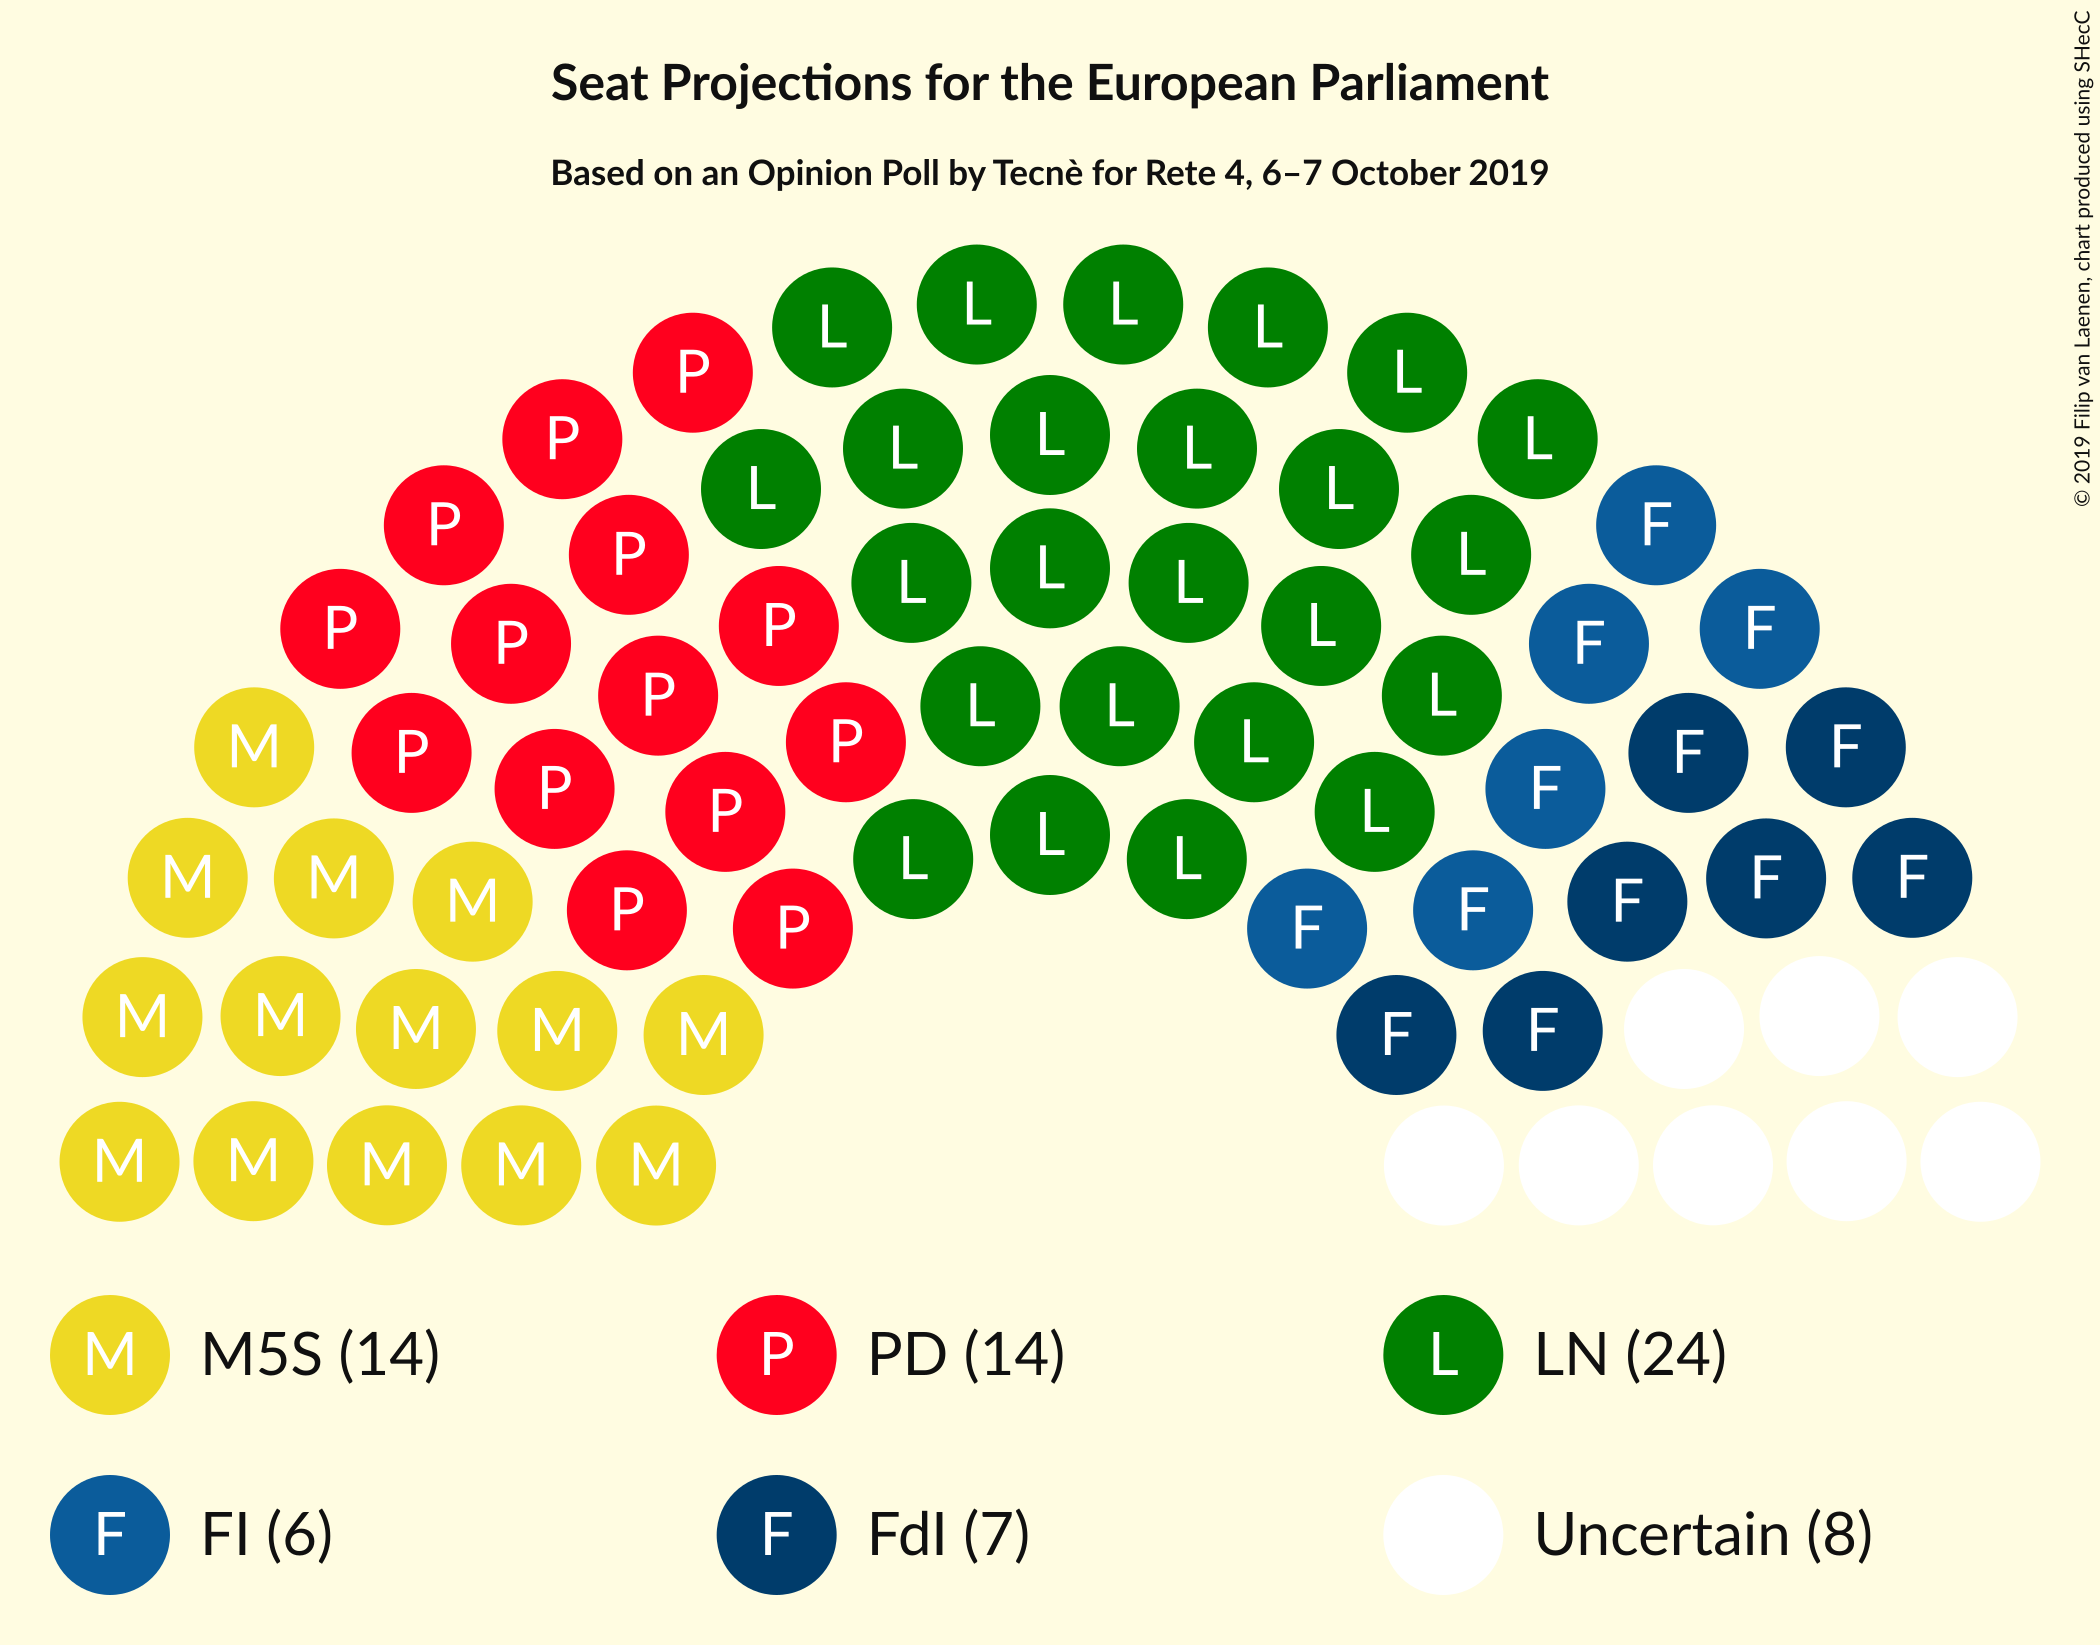 Seat Projections for the European Parliament
Based on an Opinion Poll by Tecnè for Rete 4, 6–7 October 2019
© 2019 Filip van Laenen, chart produced using SHecC
L L L L
P L
P L L L L
P L L L
P P L F
L L L
P P L F
P P L F
P L L
M P P L F F
P P L F
M M M P L L L F F F
P P F F
M M M M M F F
M M M M M
M M5S (14)
P PD (14)
L LN (24)
F FI (6)
F FdI (7)
Uncertain (8)